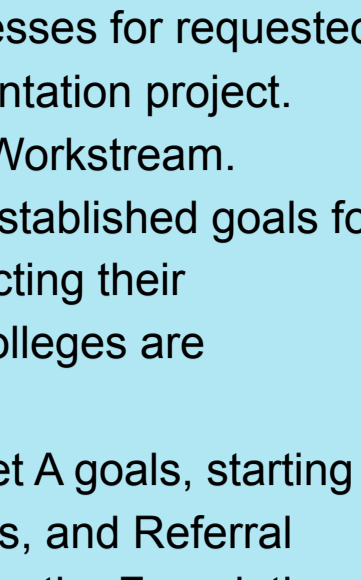 esses for requested
ntation project.
Workstream.
stablished goals fo
cting their
olleges are
et A goals, starting
s, and Referral